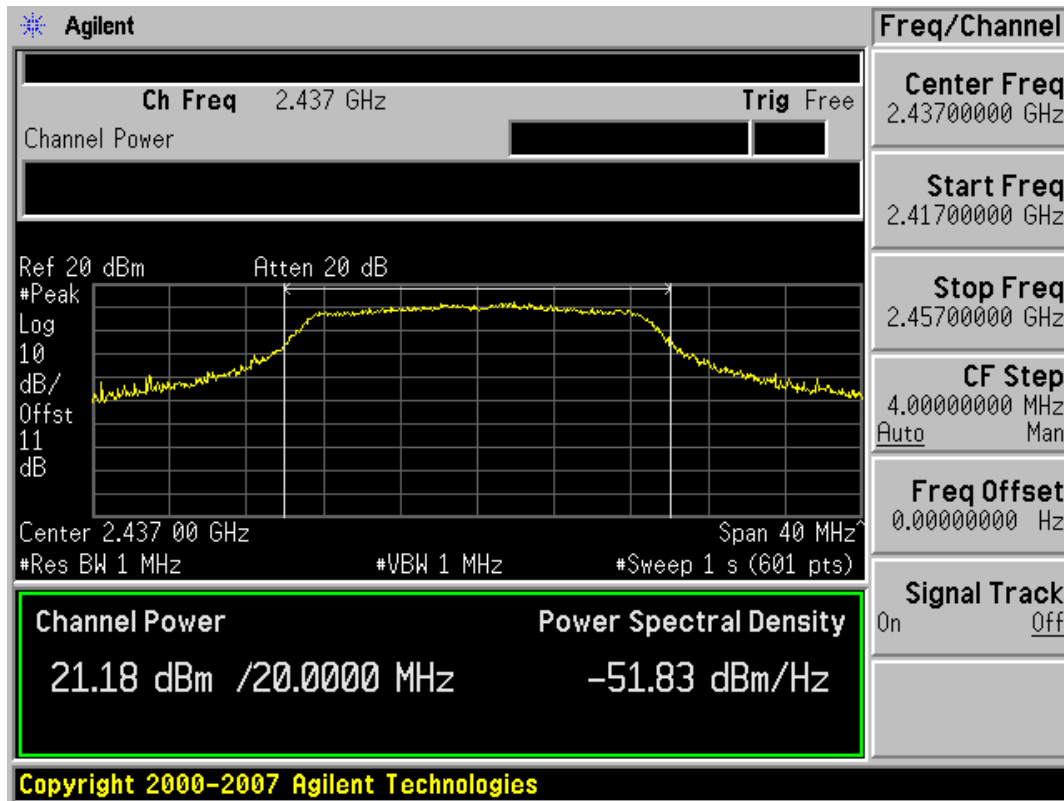 Agilent
Freq/Channel
Ch Freq 2.437 GHz Trig Free
Channel Power
Ref 20 dBm Atten 20 dB
#Peak
Log
10
dB/
Offst
11
dB
Center 2.437 00 GHz Span 40 MHz^
#Res BW 1 MHz #VBW 1 MHz #Sweep 1 s (601 pts)
Channel Power Power Spectral Density
21.18 dBm /20.0000 MHz -51.83 dBm/Hz
Center Freq
2.43700000 GHz
Start Freq
2.41700000 GHz
Stop Freq
2.45700000 GHz
CF Step
4.00000000 MHz
Auto Man
Freq Offset
0.00000000 Hz
Signal Track
On Off
Copyright 2000-2007 Agilent Technologies